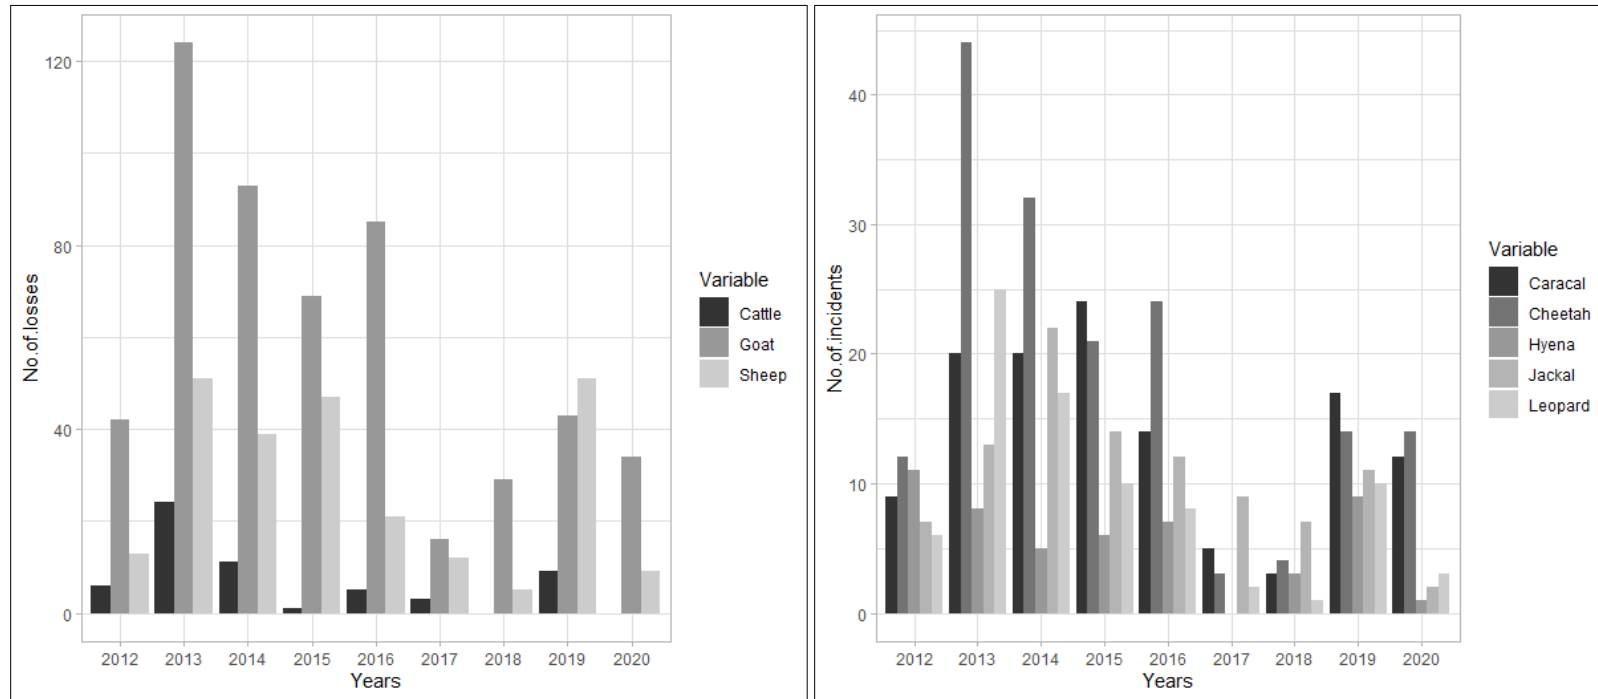 No.of.losses
120
80
40
0
2012 2013 2014 2015 2016 2017 2018 2019 2020
Years
Variable
Cattle
Goat
Sheep
No.of.incidents
40
30
20
10
0
2012 2013 2014 2015 2016 2017 2018 2019 2020
Years
Variable
Caracal
Cheetah
Hyena
Jackal
Leopard